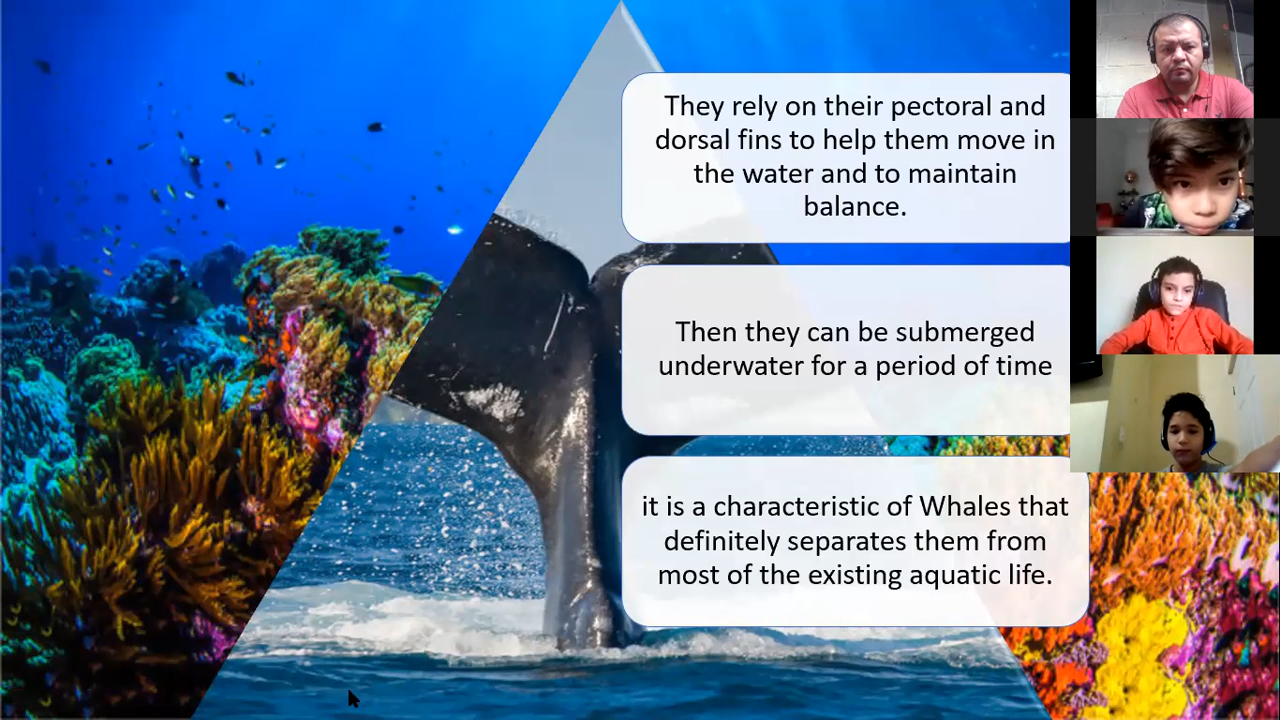 They rely on their pectoral and
dorsal fins to help them move in
the water and to maintain
balance.
Then they can be submerged
underwater for a period of time
it is a characteristic of Whales that
definitely separates them from
most of the existing aquatic life.